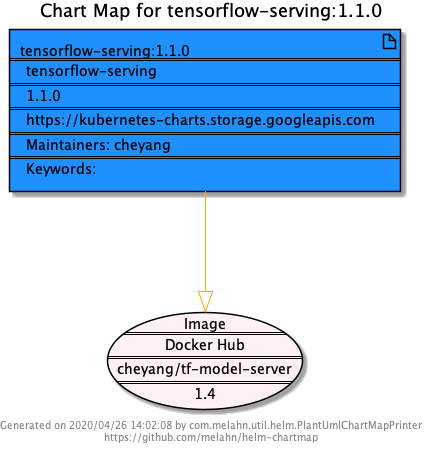 Chart Map for tensorflow-serving:1.1.0
tensorflow-serving:1.1.0
tensorflow-serving
1.1.0
https://kubernetes-charts.storage.googleapis.com
Maintainers: cheyang
Keywords:
Image
Docker Hub
cheyang/tf-model-server
1.4
Generated on 2020/04/26 14:02:08 by com.melahn.util.helm.PlantUmlChartMapPrinter
https://github.com/melahn/helm-chartmap